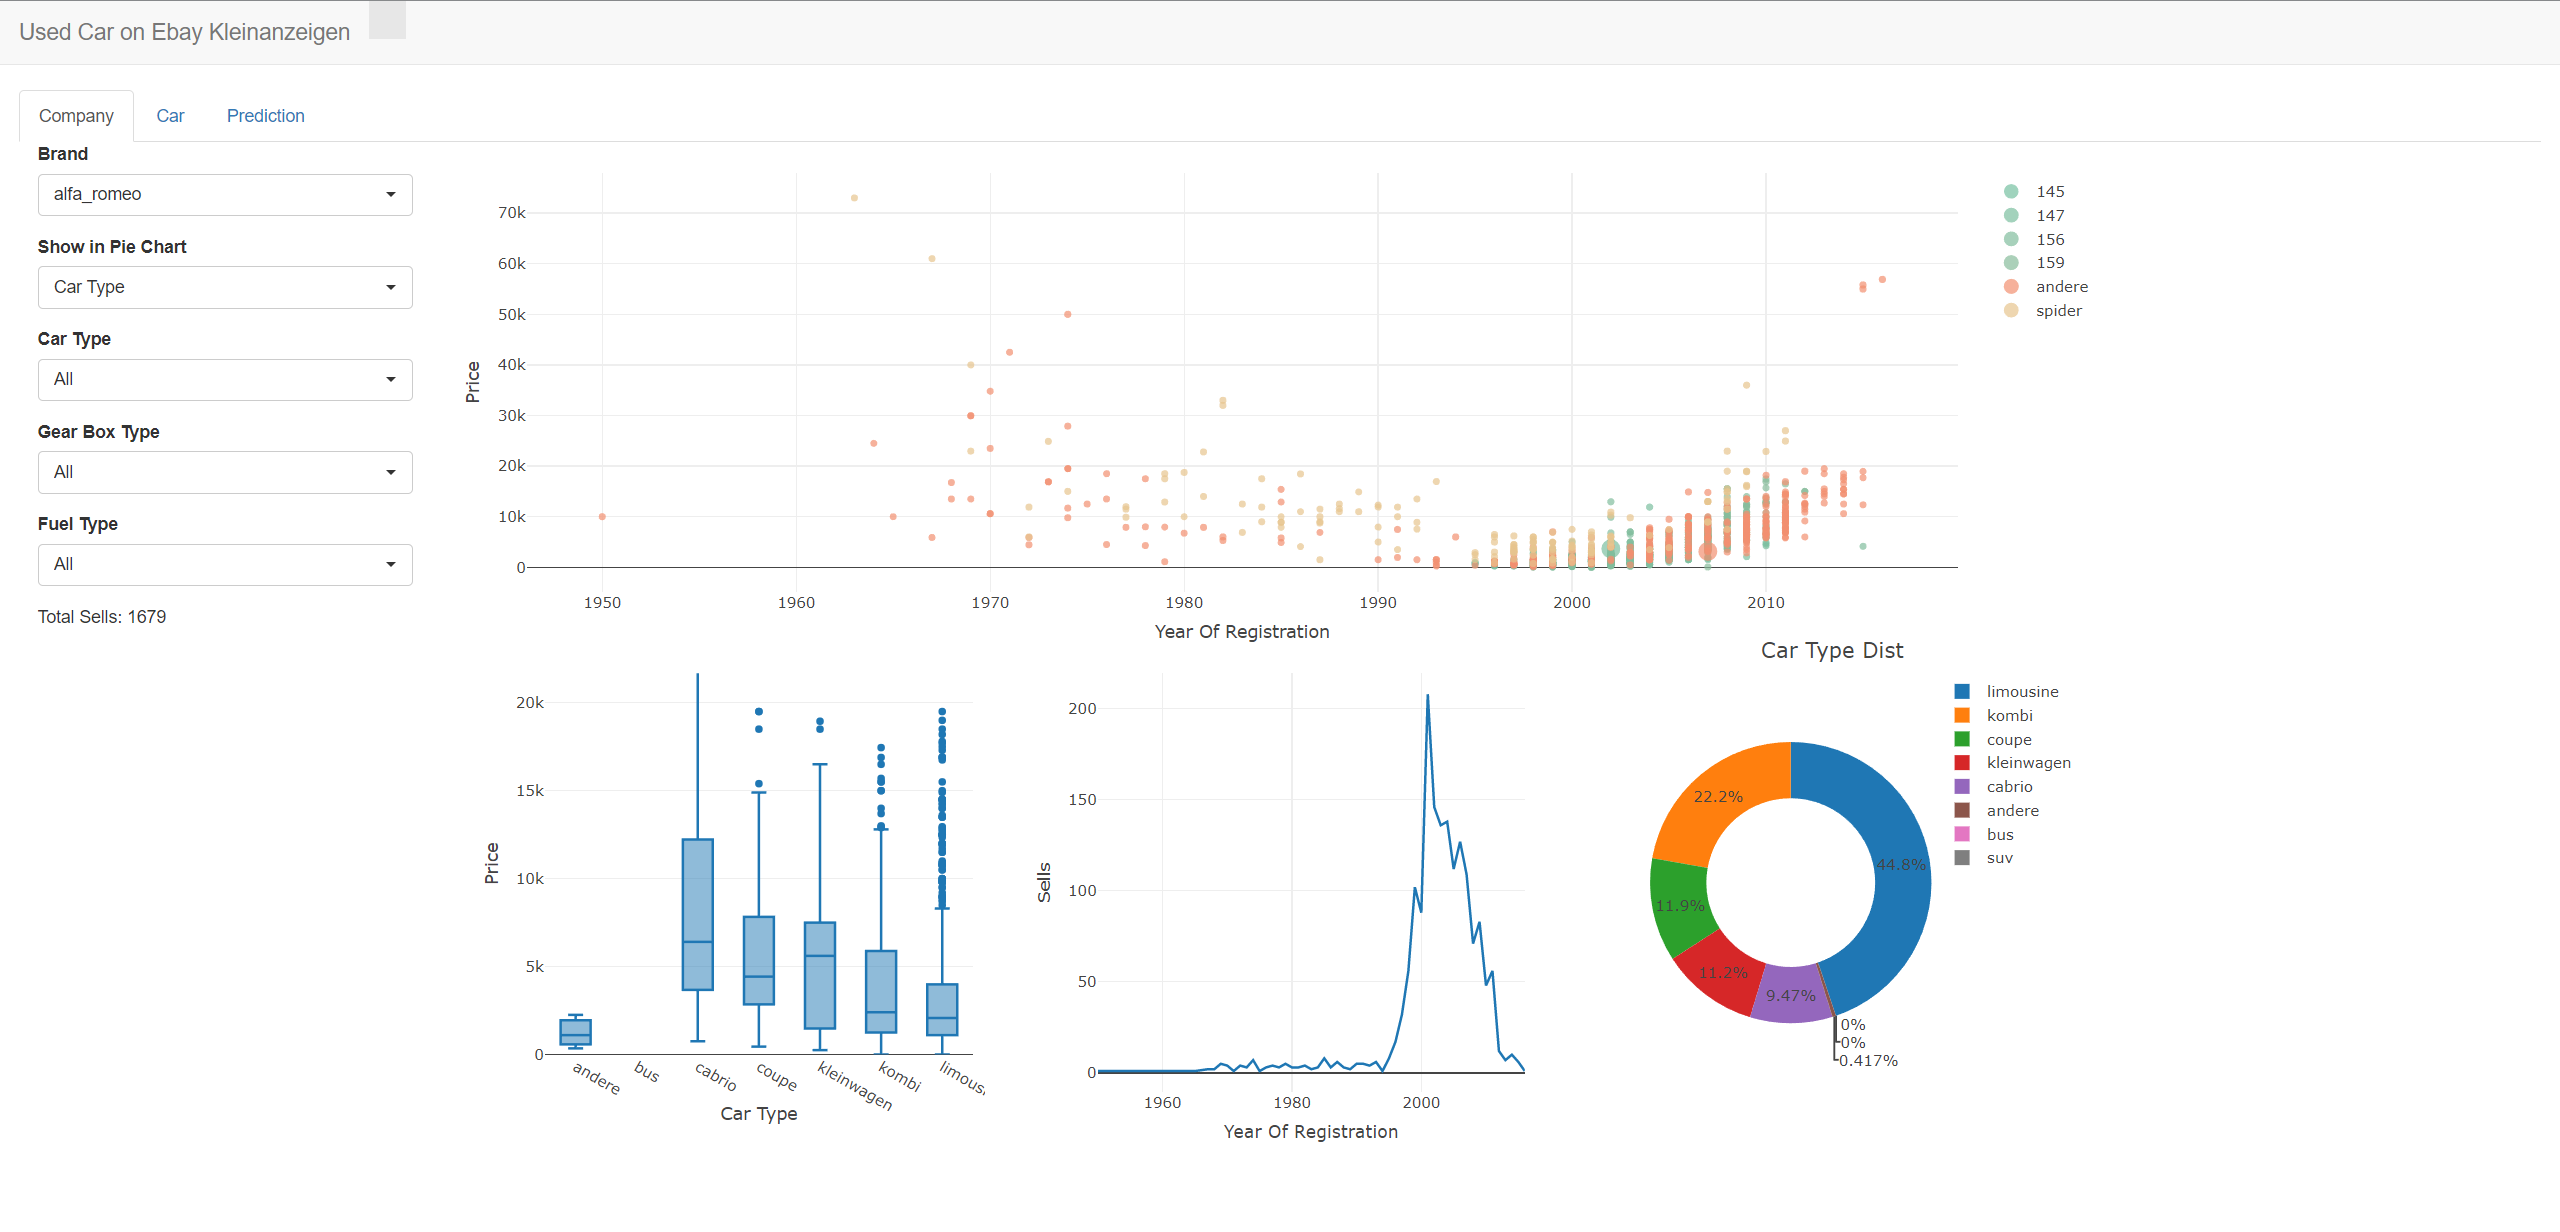 Used Car on Ebay Kleinanzeigen
Company
Car
Prediction
Brand
alfa_romeo
Show in Pie Chart
Car Type
Car Type
All
Gear Box Type
All
Fuel Type
All
Total Sells: 1679
Price
70k
60k
50k
40k
30k
20k
10k
0
1950
1960
1970
1980
1990
2000
2010
Year Of Registration
145
147
156
159
andere
spider
Price
20k
15k
10k
5k
0
andere
bus
cabrio
coupe
kleinwagen
kombi
limous
Car Type
Sells
200
150
100
50
0
1960
1980
2000
Year Of Registration
Car Type Dist
22.2%
44.8%
11.9%
11.2%
9.47%
0%
0%
0.417%
limousine
kombi
coupe
kleinwagen
cabrio
andere
bus
suv